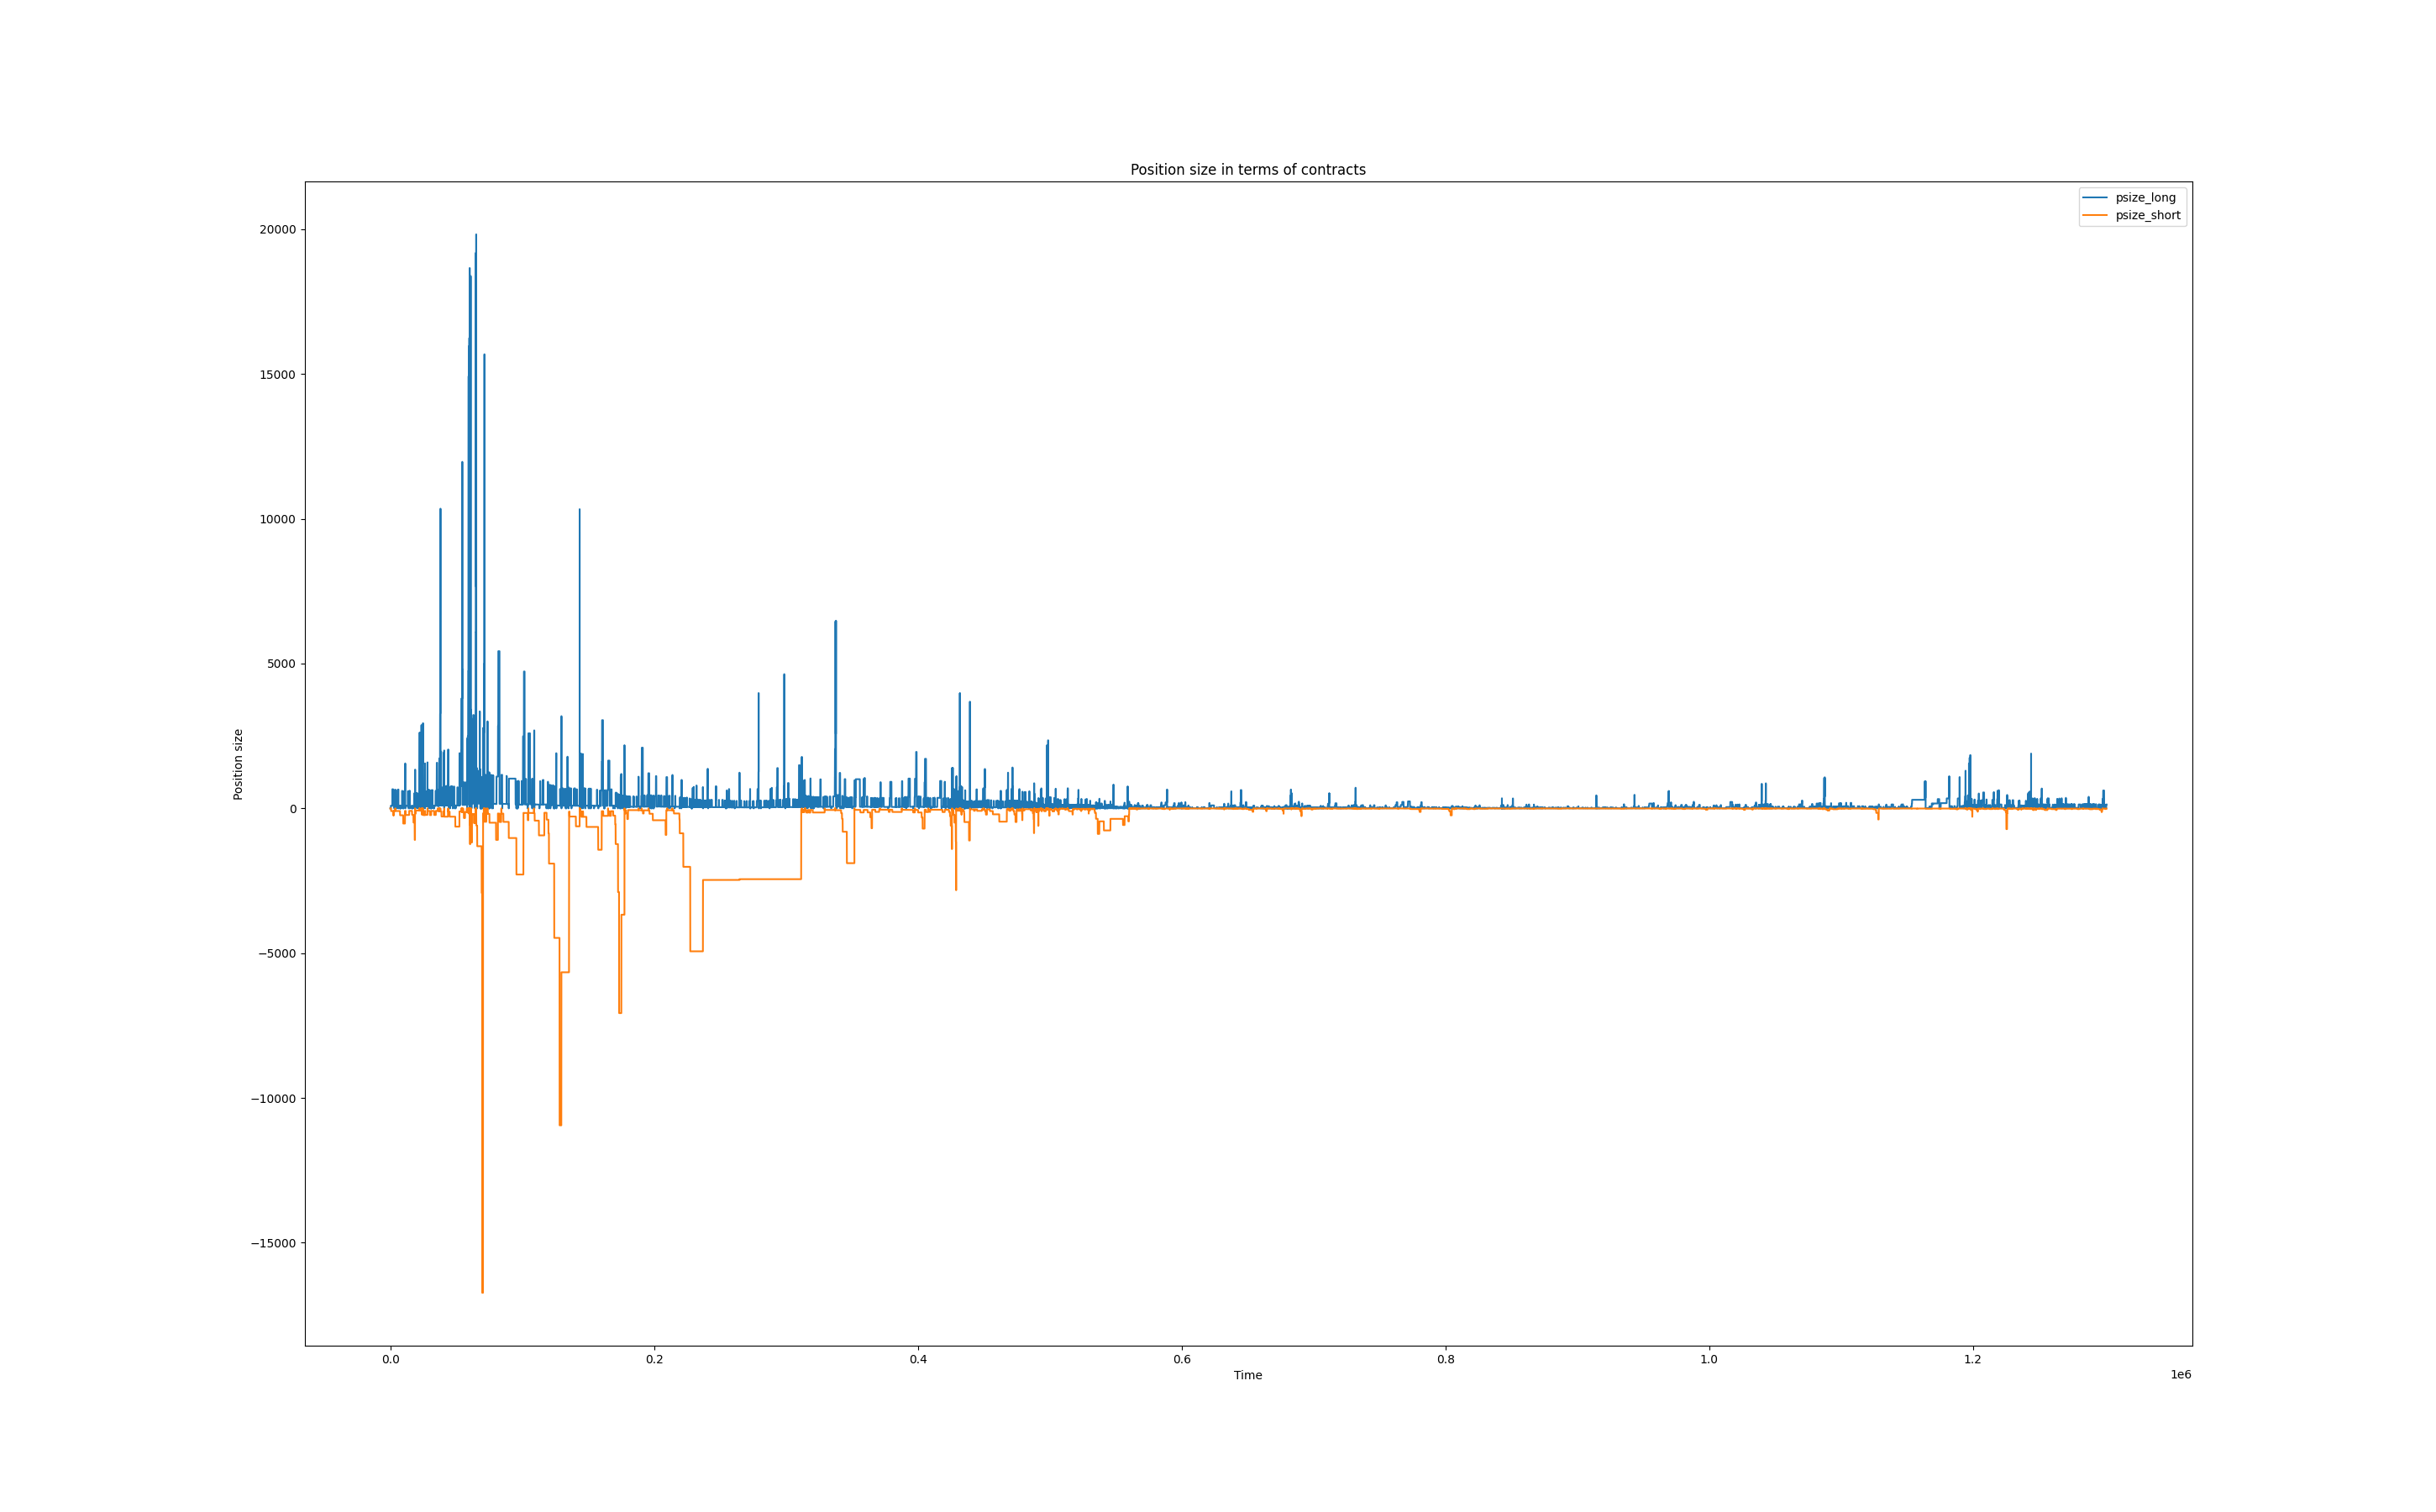 Position size in terms of contracts
psize_long
psize_short
20000
15000
10000
5000
0
−5000
−10000
−15000
Position size
0.0 0.2 0.4 0.6 0.8 1.0 1.2
Time
1e6